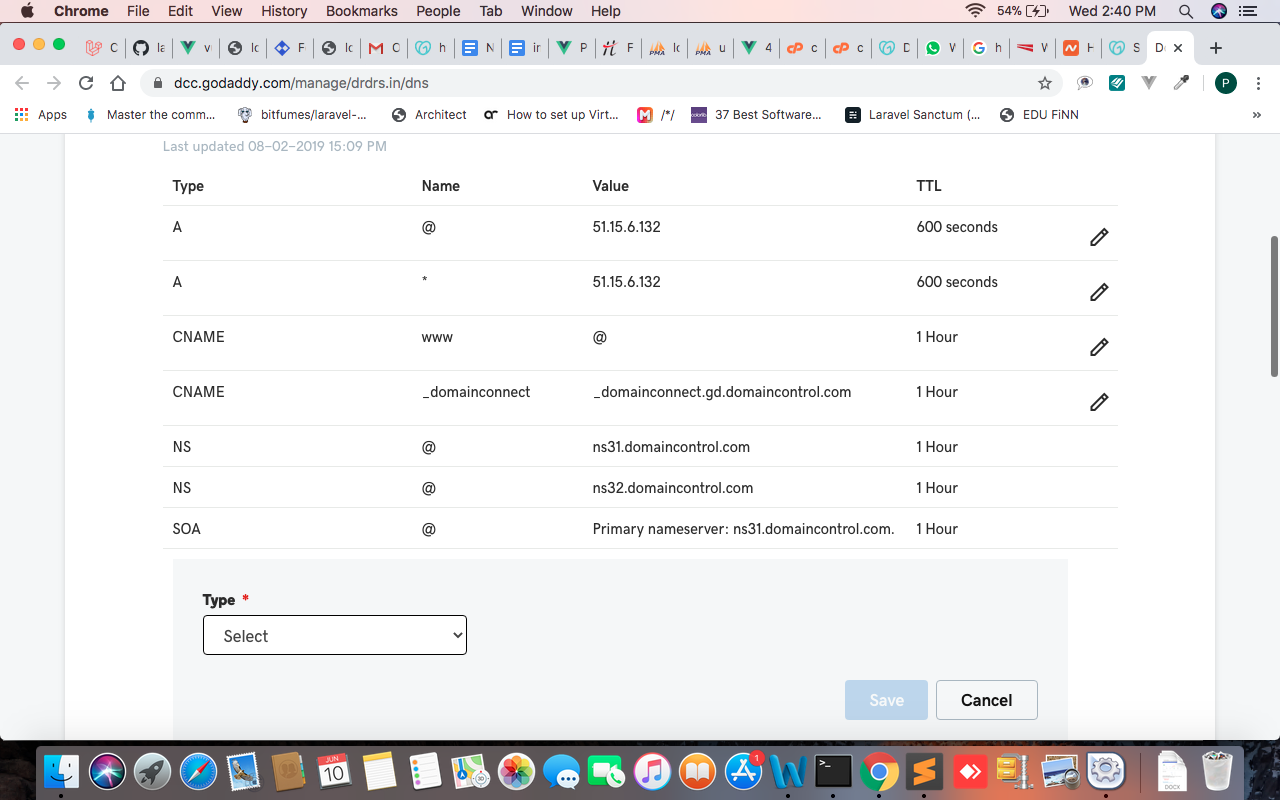 Chrome File Edit View History Bookmarks People Tab Window Help 54% Wed 2:40 PM
C la v lc F lc M C h N ir P F lc u 4 c c D W h W H S D
dcc.godaddy.com/manage/drdrs.in/dns P
Apps Master the comm... bitfumes/laravel-... Architect How to set up Virt... /*/ 37 Best Software... Laravel Sanctum (... EDU FiNN »
Last updated 08-02-2019 15:09 PM
Type Name Value TTL
A @ 51.15.6.132 600 seconds
A * 51.15.6.132 600 seconds
CNAME www @ 1 Hour
CNAME _domainconnect _domainconnect.gd.domaincontrol.com 1 Hour
NS @ ns31.domaincontrol.com 1 Hour
NS @ ns32.domaincontrol.com 1 Hour
SOA @ Primary nameserver: ns31.domaincontrol.com. 1 Hour
Type *
Select
Save Cancel
JUN
10
1
DOCX